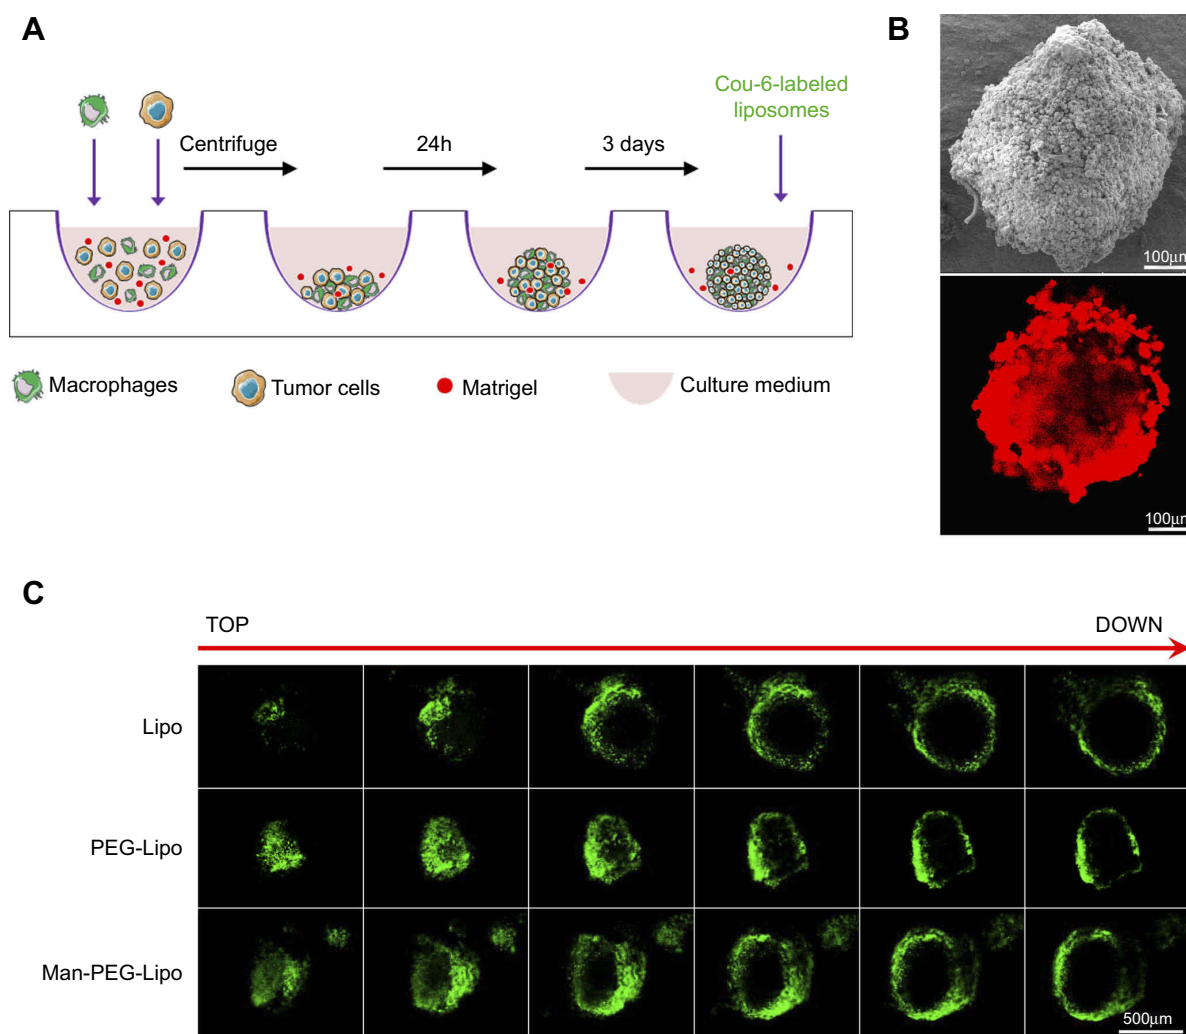 A
B
Cou-6-labeled
liposomes
Centrifuge
24h
3 days
100μm
Macrophages
Tumor cells
Matrigel
Culture medium
100μm
C
TOP
DOWN
Lipo
PEG-Lipo
Man-PEG-Lipo
500μm